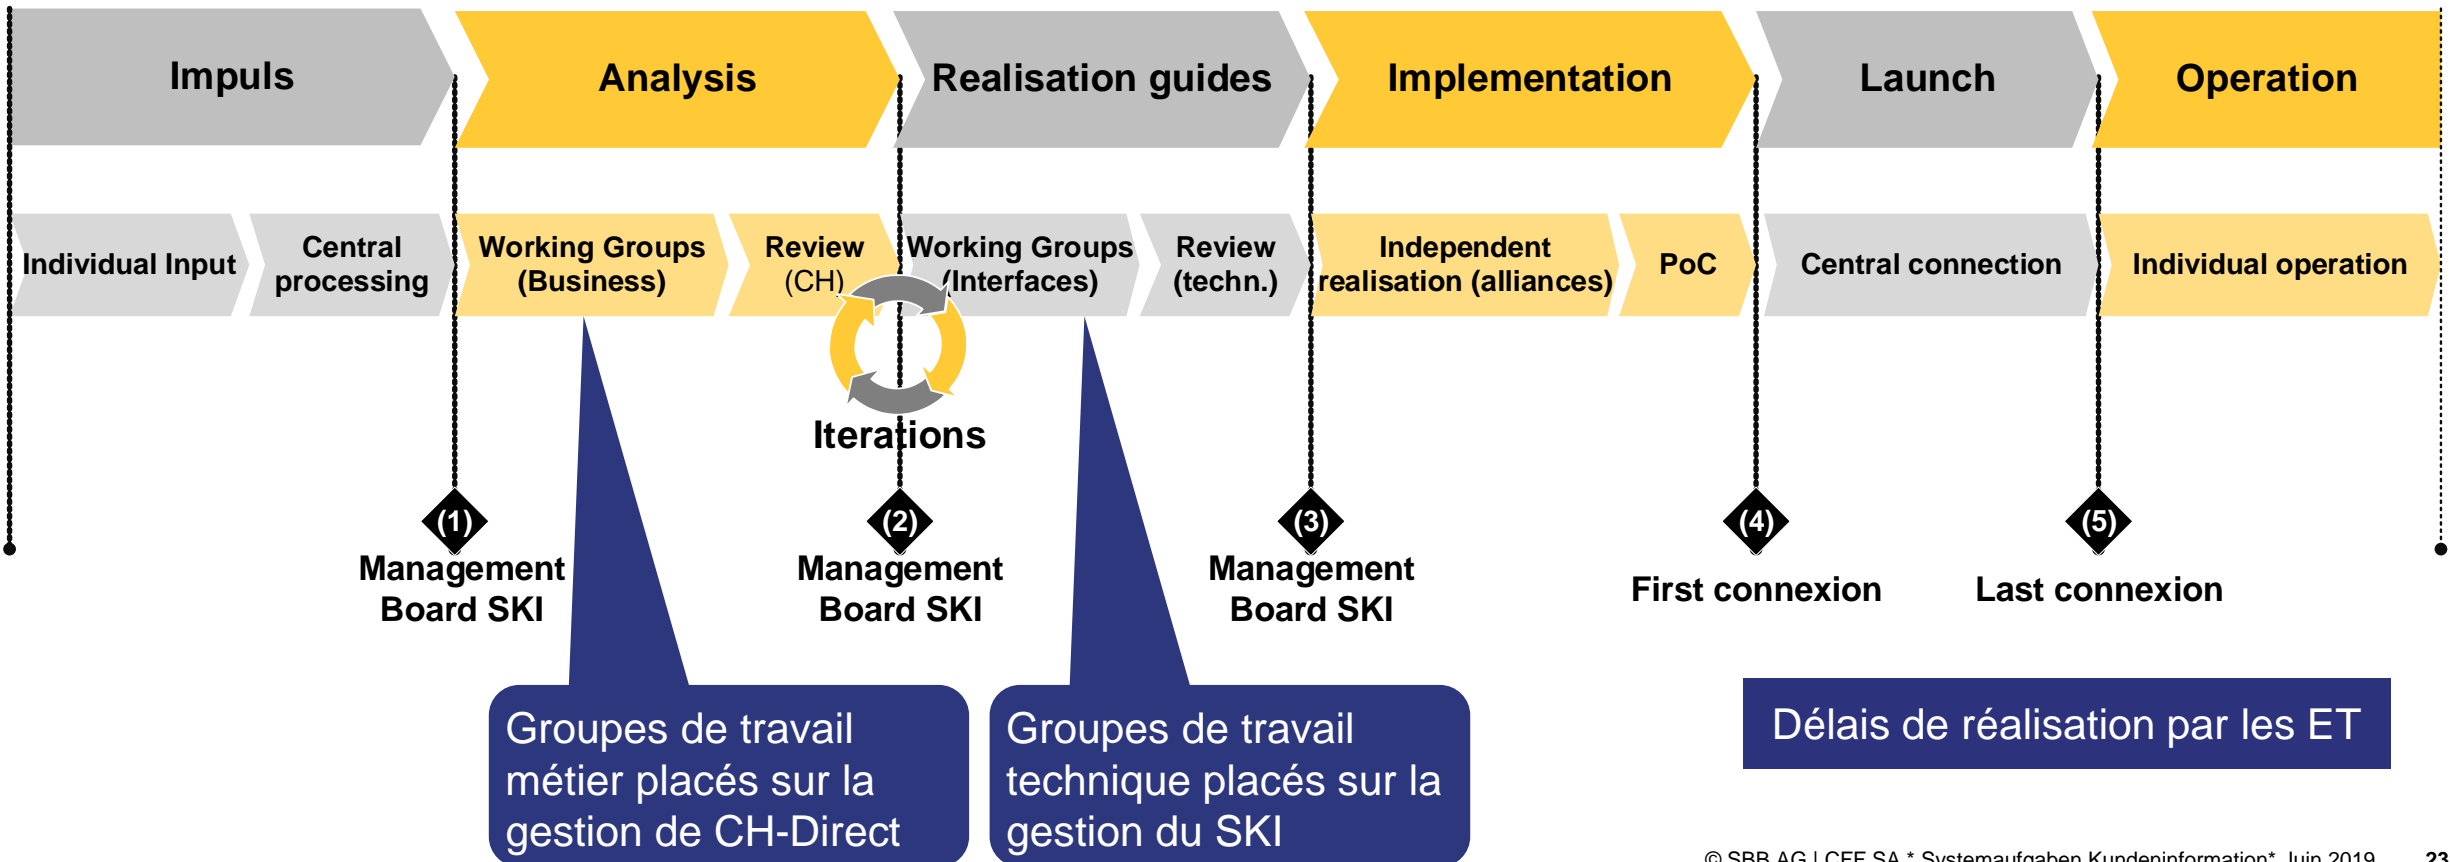 Impuls
Analysis
Realisation guides
Implementation
Launch
Operation
Individual Input
Central
processing
Working Groups
(Business)
Review
(CH)
Working Groups
(Interfaces)
Review
(techn.)
Independent
realisation (alliances)
PoC
Central connection
Individual operation
Iterations
(1)
Management
Board SKI
(2)
Management
Board SKI
(3)
Management
Board SKI
(4)
First connexion
(5)
Last connexion
Groupes de travail
métier placés sur la
gestion de CH-Direct
Groupes de travail
technique placés sur la
gestion du SKI
Délais de réalisation par les ET
© SBB AG | CFF SA * Systemaufgaben Kundeninformation* Juin 2019 23